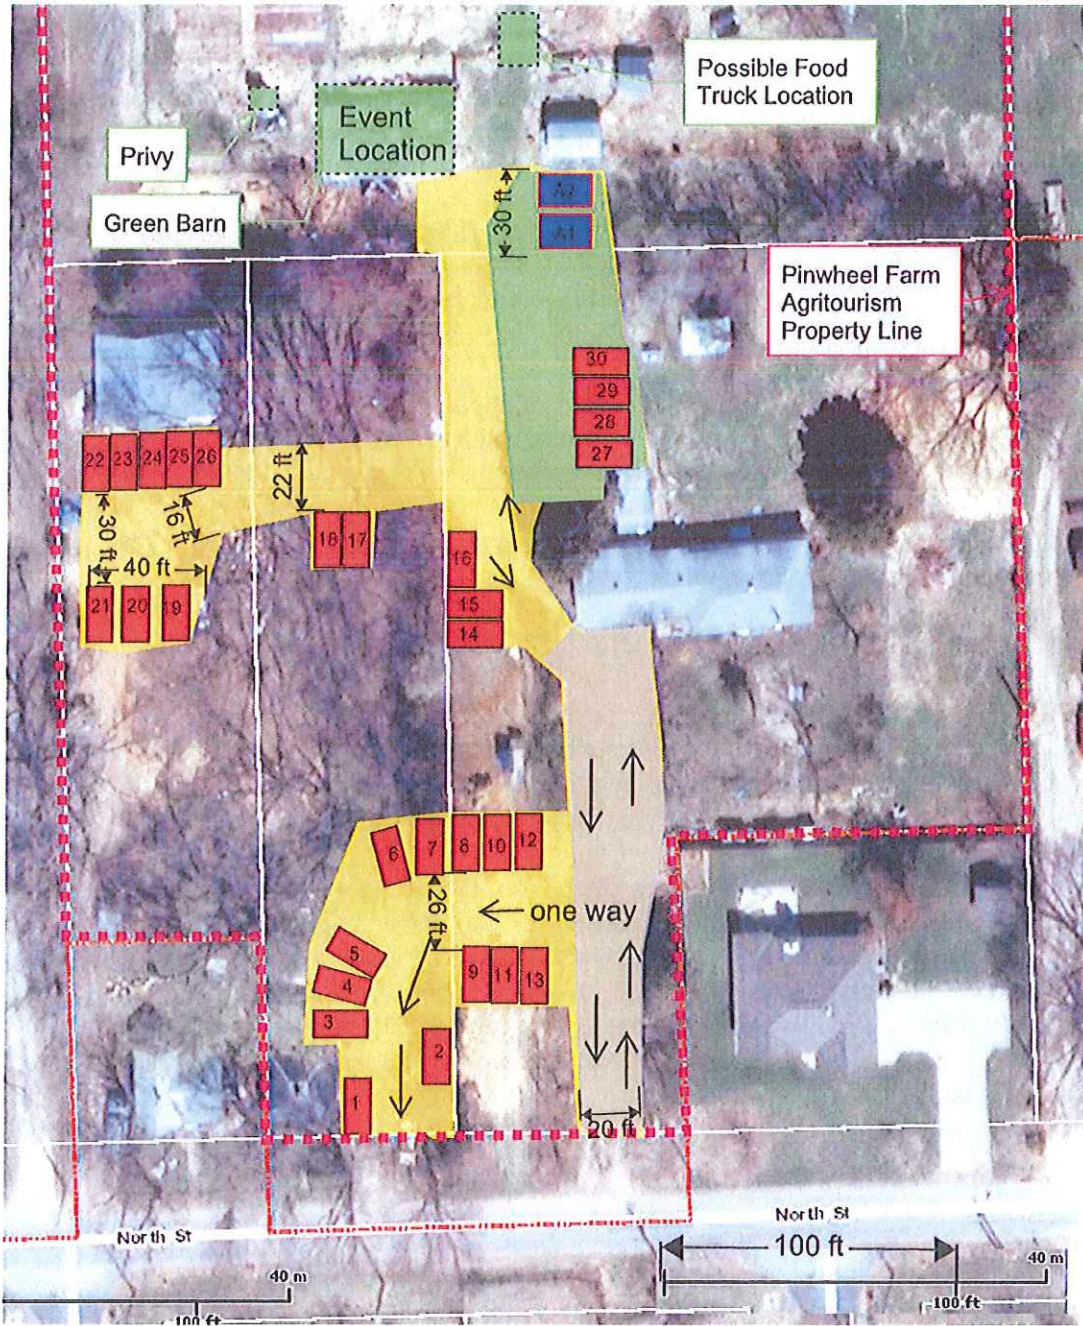 Possible Food
Truck Location
Event
Location
Privy
Green Barn
30 ft
A2
A1
Pinwheel Farm
Agritourism
Property Line
30
29
28
27
22
23
24
25
26
22 ft
16 ft
30 ft
40 ft
18
17
16
15
14
21
20
19
6
7
8
10
12
26 ft
one way
5
4
3
9
11
13
2
1
20 ft
North St
North St
100 ft
40 m
40 m
100 ft
100 ft